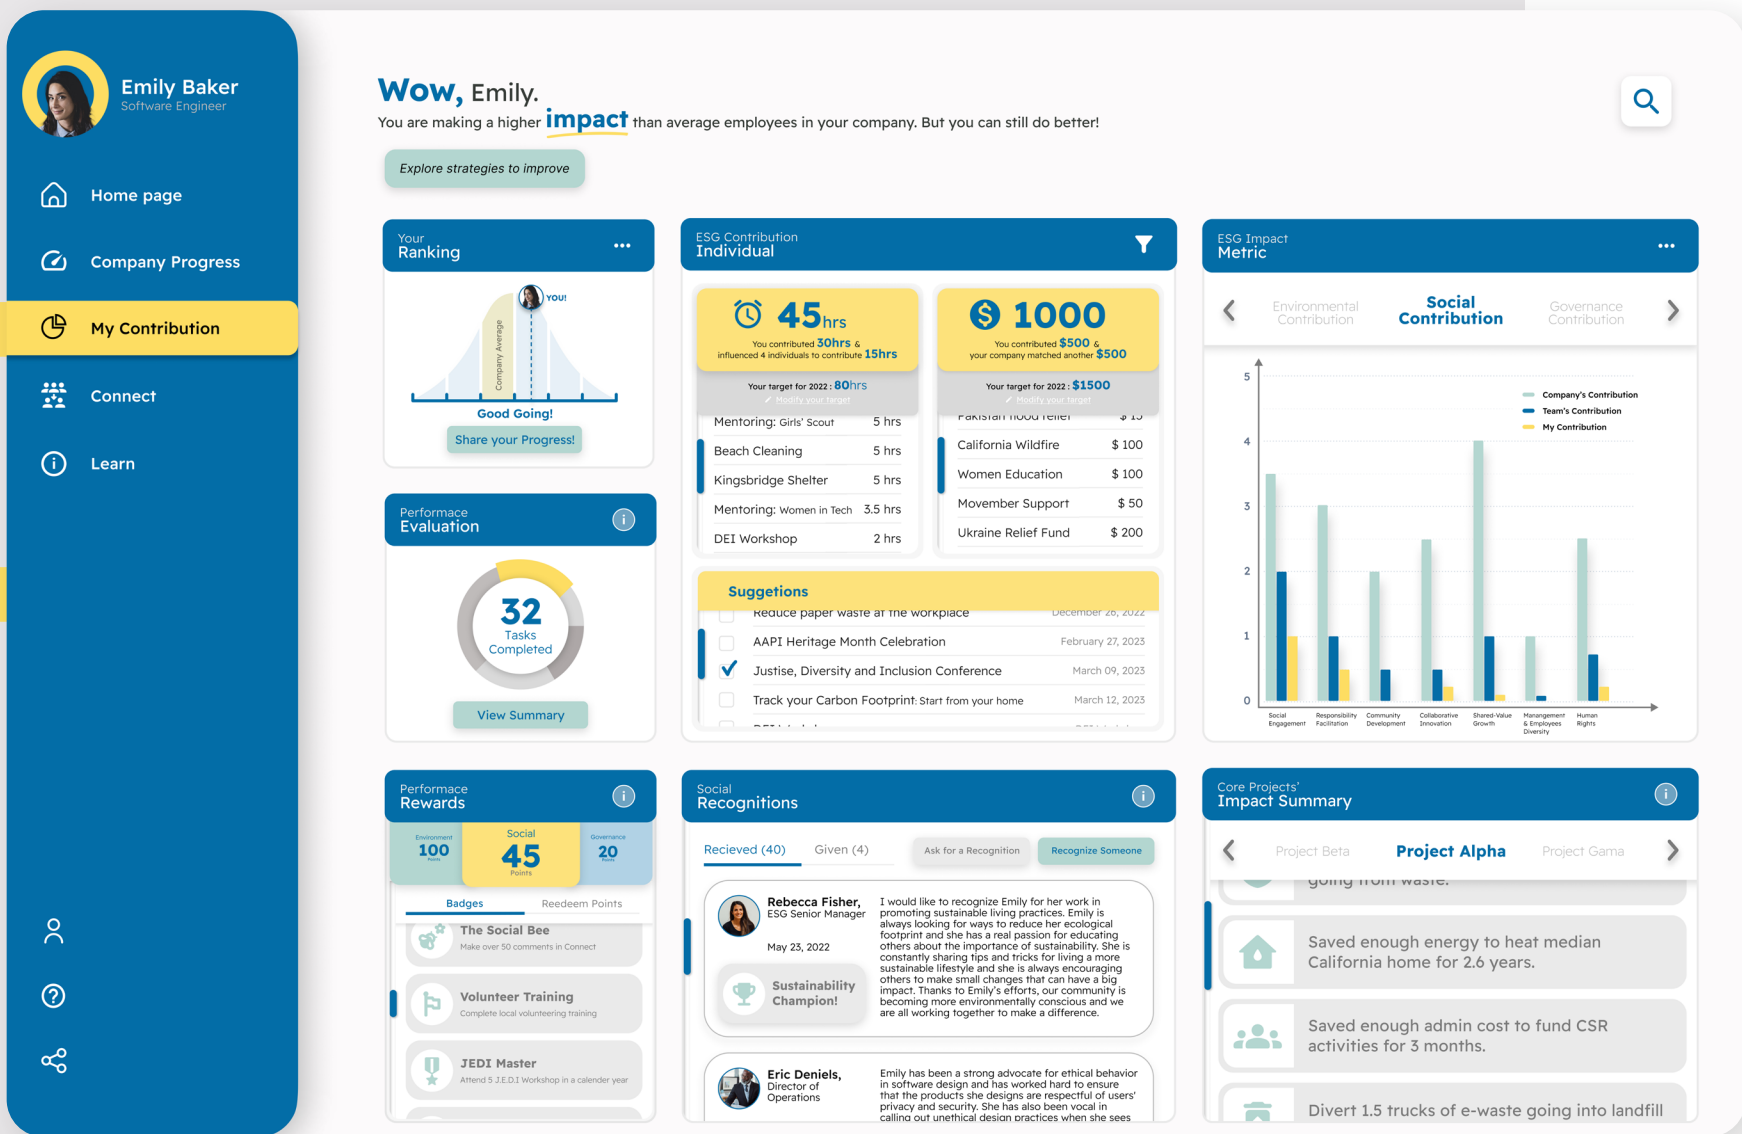 Emily Baker
Software Engineer
Home page
Company Progress
My Contribution
Connect
Learn
Wow, Emily.
You are making a higher impact than average employees in your company. But you can still do better!
Explore strategies to improve
Your
Ranking
YOU!
Company Average
Good Going!
Share your Progress!
Performace
Evaluation
32
Tasks
Completed
View Summary
ESG Contribution
Individual
45hrs
You contributed 30hrs &
influenced 4 individuals to contribute 15hrs
Your target for 2022 : 80hrs
Modify your target
Mentoring: Girls' Scout 5 hrs
Beach Cleaning 5 hrs
Kingsbridge Shelter 5 hrs
Mentoring: Women in Tech 3.5 hrs
DEI Workshop 2 hrs
1000
You contributed $500 &
your company matched another $500
Your target for 2022 : $1500
Modify your target
Pakistan flood relief $ 15
California Wildfire $ 100
Women Education $ 100
Movember Support $ 50
Ukraine Relief Fund $ 200
Suggetions
Reduce paper waste at the workplace December 26, 2022
AAPI Heritage Month Celebration February 27, 2023
Justise, Diversity and Inclusion Conference March 09, 2023
Track your Carbon Footprint: Start from your home March 12, 2023
ESG Impact
Metric
Environmental
Contribution
Social
Contribution
Governance
Contribution
5
4
3
2
1
0
Company's Contribution
Team's Contribution
My Contribution
Social
Engagement
Responsibility
Facilitation
Community
Development
Collaborative
Innovation
Shared-Value
Growth
Manangement
& Employees
Diversity
Human
Rights
Performace
Rewards
Environment
100
Points
Social
45
Points
Governance
20
Points
Badges
Reedeem Points
The Social Bee
Make over 50 comments in Connect
Volunteer Training
Complete local volunteering training
JEDI Master
Attend 5 J.E.D.I Workshop in a calender year
Social
Recognitions
Recieved (40)
Given (4)
Ask for a Recognition
Recognize Someone
Rebecca Fisher,
ESG Senior Manager
May 23, 2022
Sustainability
Champion!
I would like to recognize Emily for her work in
promoting sustainable living practices. Emily is
always looking for ways to reduce her ecological
footprint and she has a real passion for educating
others about the importance of sustainability. She is
constantly sharing tips and tricks for living a more
sustainable lifestyle and she is always encouraging
others to make small changes that can have a big
impact. Thanks to Emily's efforts, our community is
becoming more environmentally conscious and we
are all working together to make a difference.
Eric Deniels,
Director of
Operations
Emily has been a strong advocate for ethical behavior
in software design and has worked hard to ensure
that the products she designs are respectful of users'
privacy and security. She has also been vocal in
calling out unethical design practices when she sees
Core Projects'
Impact Summary
Project Beta
Project Alpha
Project Gama
going from waste.
Saved enough energy to heat median
California home for 2.6 years.
Saved enough admin cost to fund CSR
activities for 3 months.
Divert 1.5 trucks of e-waste going into landfill